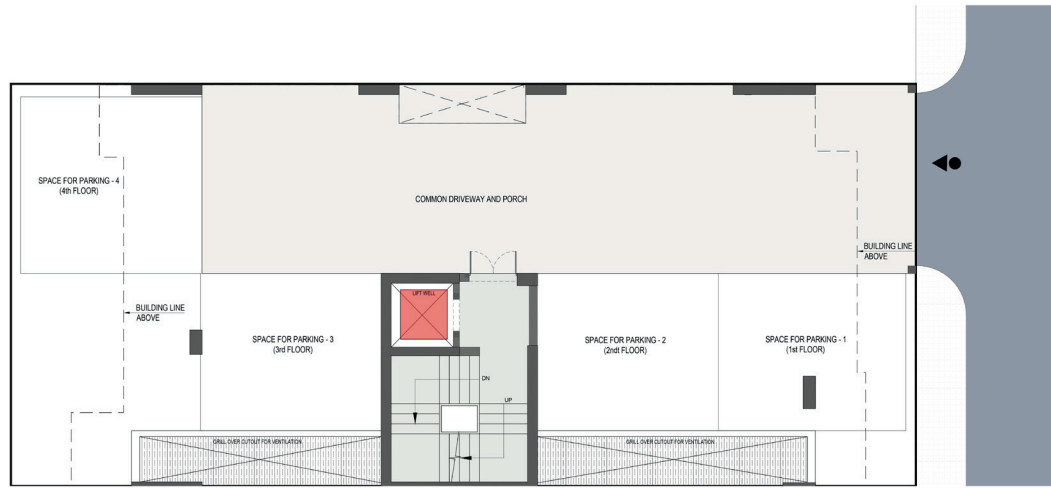 SPACE FOR PARKING - 4
(4th FLOOR)
COMMON DRIVEWAY AND PORCH
BUILDING LINE
ABOVE
BUILDING LINE
ABOVE
LIFT WELL
SPACE FOR PARKING - 3
(3rd FLOOR)
SPACE FOR PARKING - 2
(2ndt FLOOR)
SPACE FOR PARKING - 1
(1st FLOOR)
DN
UP
GRILL OVER CUTOUT FOR VENTILATION
GRILL OVER CUTOUT FOR VENTILATION